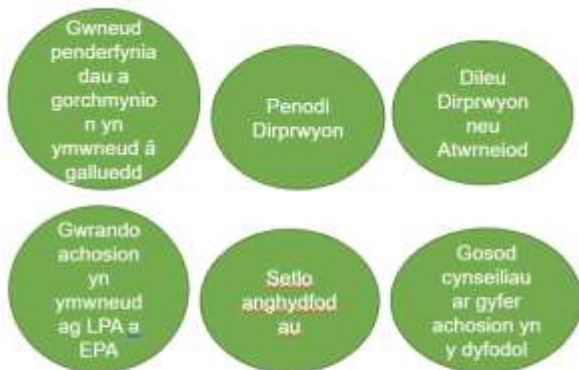 Gwneud
penderfynia
dau a
gorchmynio
n yn
ymwneud â
galluedd
Penodi
Dirprwyon
Dileu
Dirprwyon
neu
Atwrneiod
Gwrando
achosion
yn
ymwneud
ag LPA a
EPA
Setlo
anghydfod
au
Gosod
cynseiliau
ar gyfer
achosion yn
y dyfodol